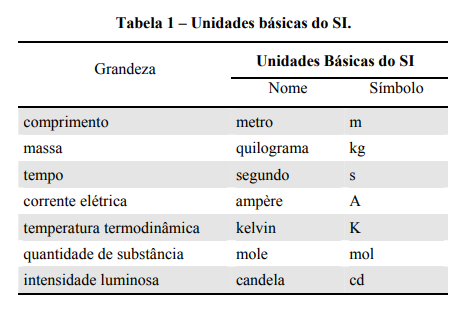 Tabela 1 – Unidades básicas do SI.
Grandeza
Unidades Básicas do SI
Nome Símbolo
comprimento metro m
massa quilograma kg
tempo segundo s
corrente elétrica ampère A
temperatura termodinâmica kelvin K
quantidade de substância mole mol
intensidade luminosa candela cd